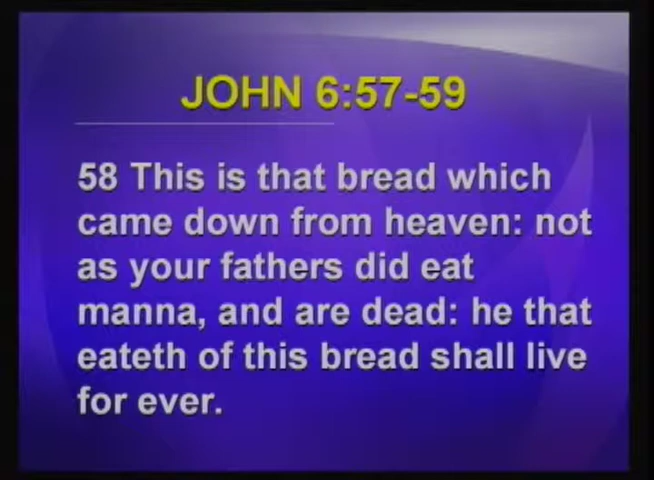 JOHN 6:57-59
58 This is that bread which
came down from heaven: not
as your fathers did eat
manna, and are dead: he that
eateth of this bread shall live
for ever.